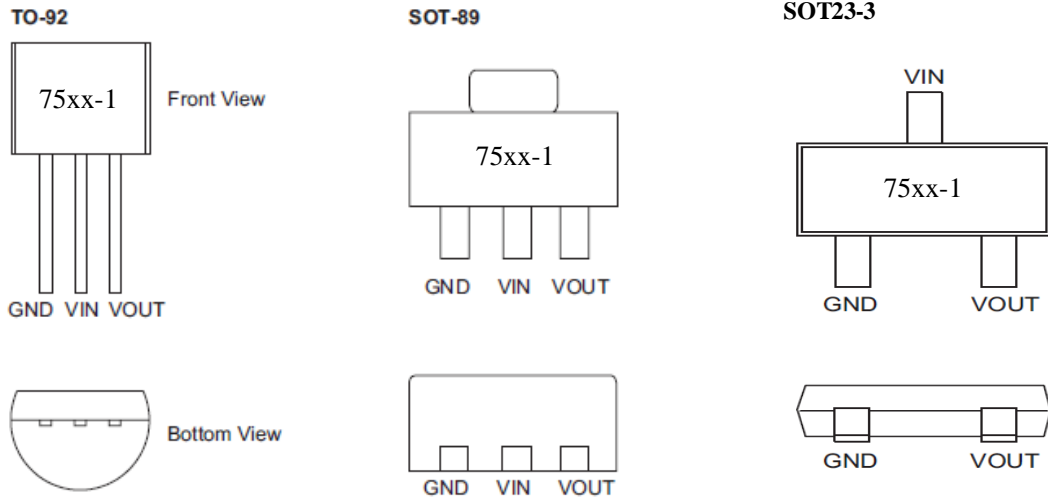 TO-92
SOT-89
SOT23-3
75xx-1
Front View
GND VIN VOUT
75xx-1
GND VIN VOUT
VIN
75xx-1
GND VOUT
Bottom View
GND VIN VOUT
GND VOUT